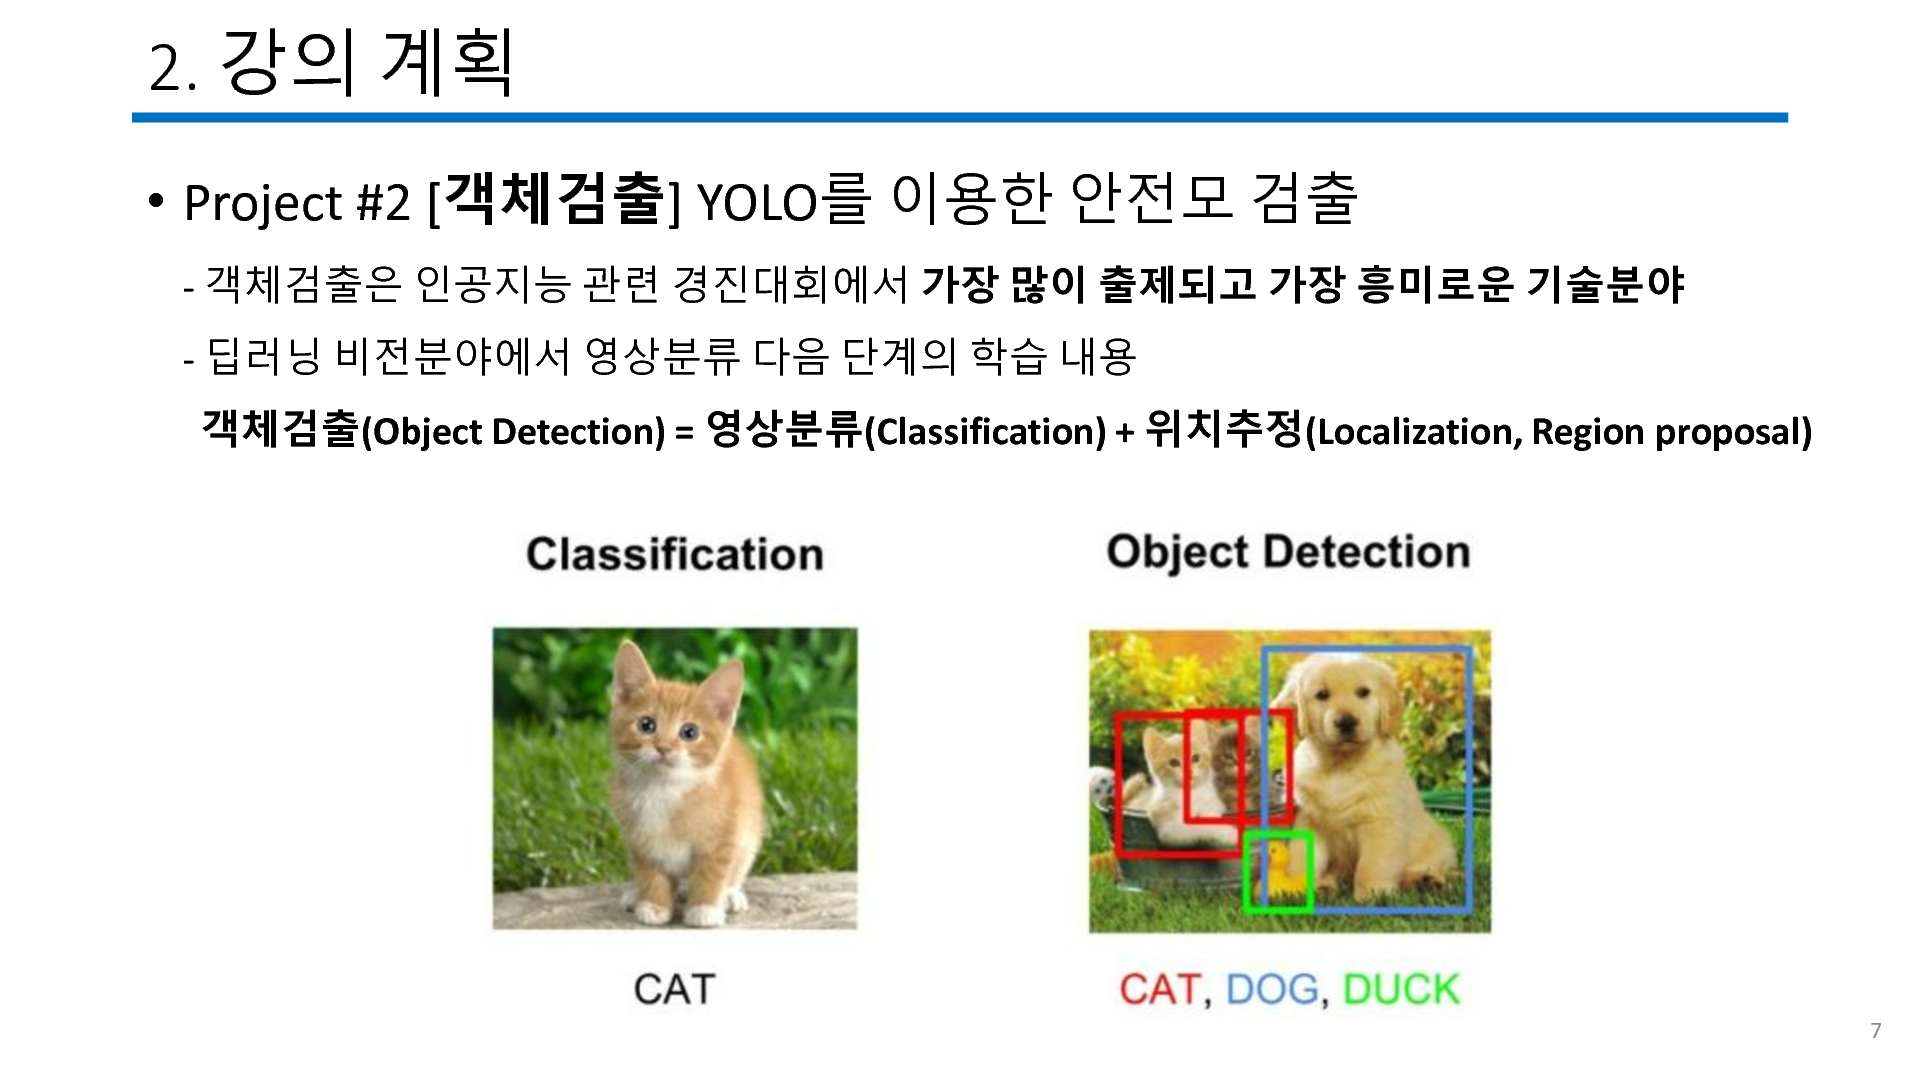 2. 강의 계획
• Project #2 [객체검출] YOLO를 이용한 안전모 검출
- 객체검출은 인공지능 관련 경진대회에서 가장 많이 출제되고 가장 흥미로운 기술분야
- 딥러닝 비전분야에서 영상분류 다음 단계의 학습 내용
객체검출(Object Detection) = 영상분류(Classification) + 위치추정(Localization, Region proposal)
Classification
Object Detection
CAT
CAT, DOG, DUCK
7